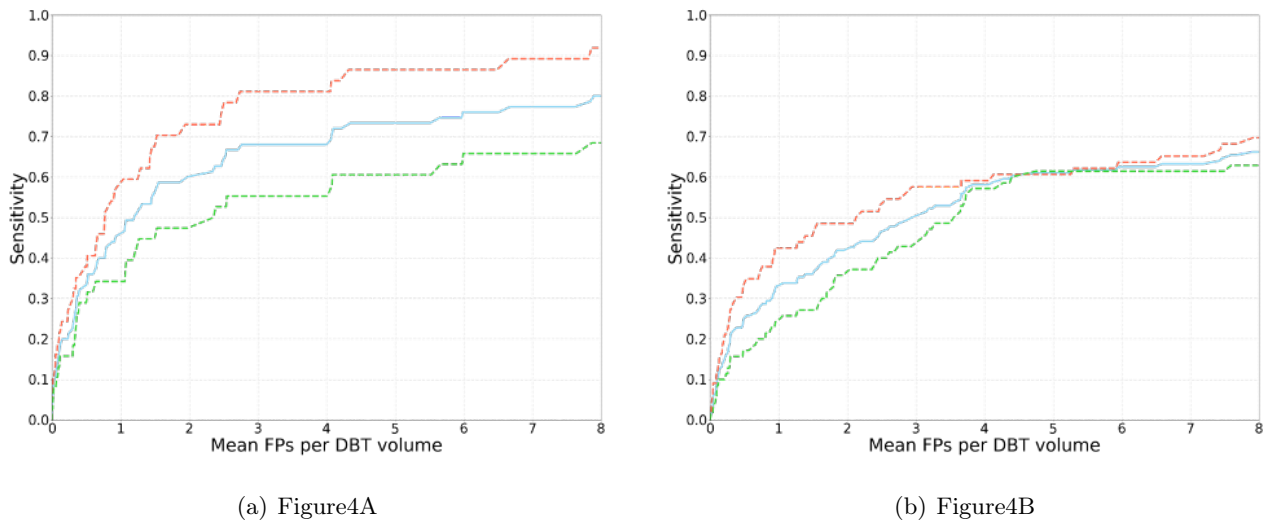 1.0
0.9
0.8
0.7
0.6
0.5
0.4
0.3
0.2
0.1
0.0
Sensitivity
0 1 2 3 4 5 6 7 8
Mean FPs per DBT volume
(a) Figure4A
1.0
0.9
0.8
0.7
0.6
0.5
0.4
0.3
0.2
0.1
0.0
Sensitivity
0 1 2 3 4 5 6 7 8
Mean FPs per DBT volume
(b) Figure4B